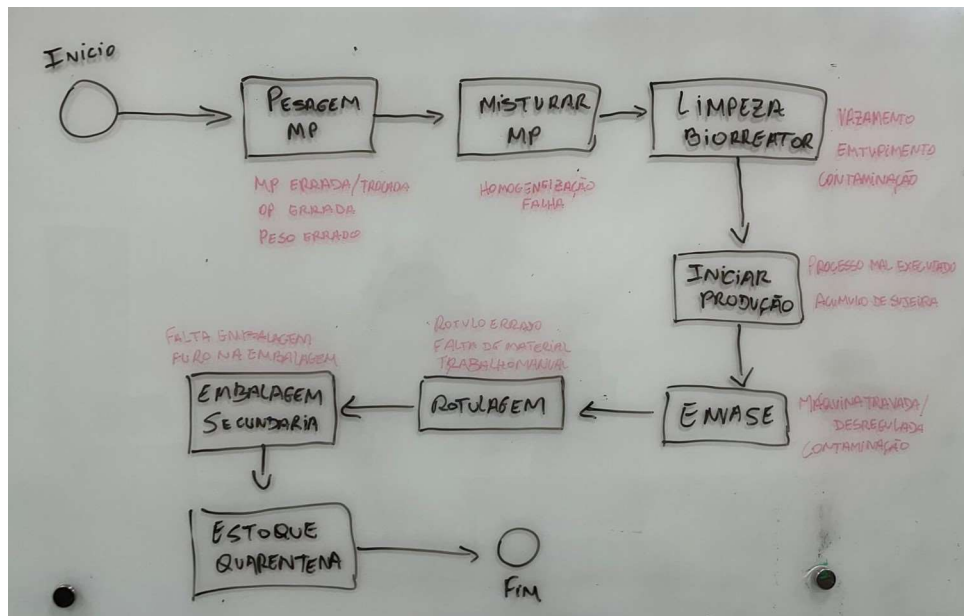 INICIO
PESAGEM
MP
MP ERRADA/TROCADA
OP ERRADA
PESO ERRADO
MISTURAR
MP
HOMOGENEIZAÇÃO
FALHA
LIMPEZA
BIORREATOR
VAZAMENTO
ENTUPIMENTO
CONTAMINAÇÃO
INICIAR
PRODUÇÃO
PROCESSO MAL EXECUTADO
ACUMULO DE SUJEIRA
ENVASE
MÁQUINA TRAVADA/
DESREGULADA
CONTAMINAÇÃO
ROTULO ERRADO
FALTA DE MATERIAL
TRABALHO MANUAL
ROTULAGEM
FALTA EMBALAGEM
FURO NA EMBALAGEM
EMBALAGEM
SECUNDARIA
ESTOQUE
QUARENTENA
FIM